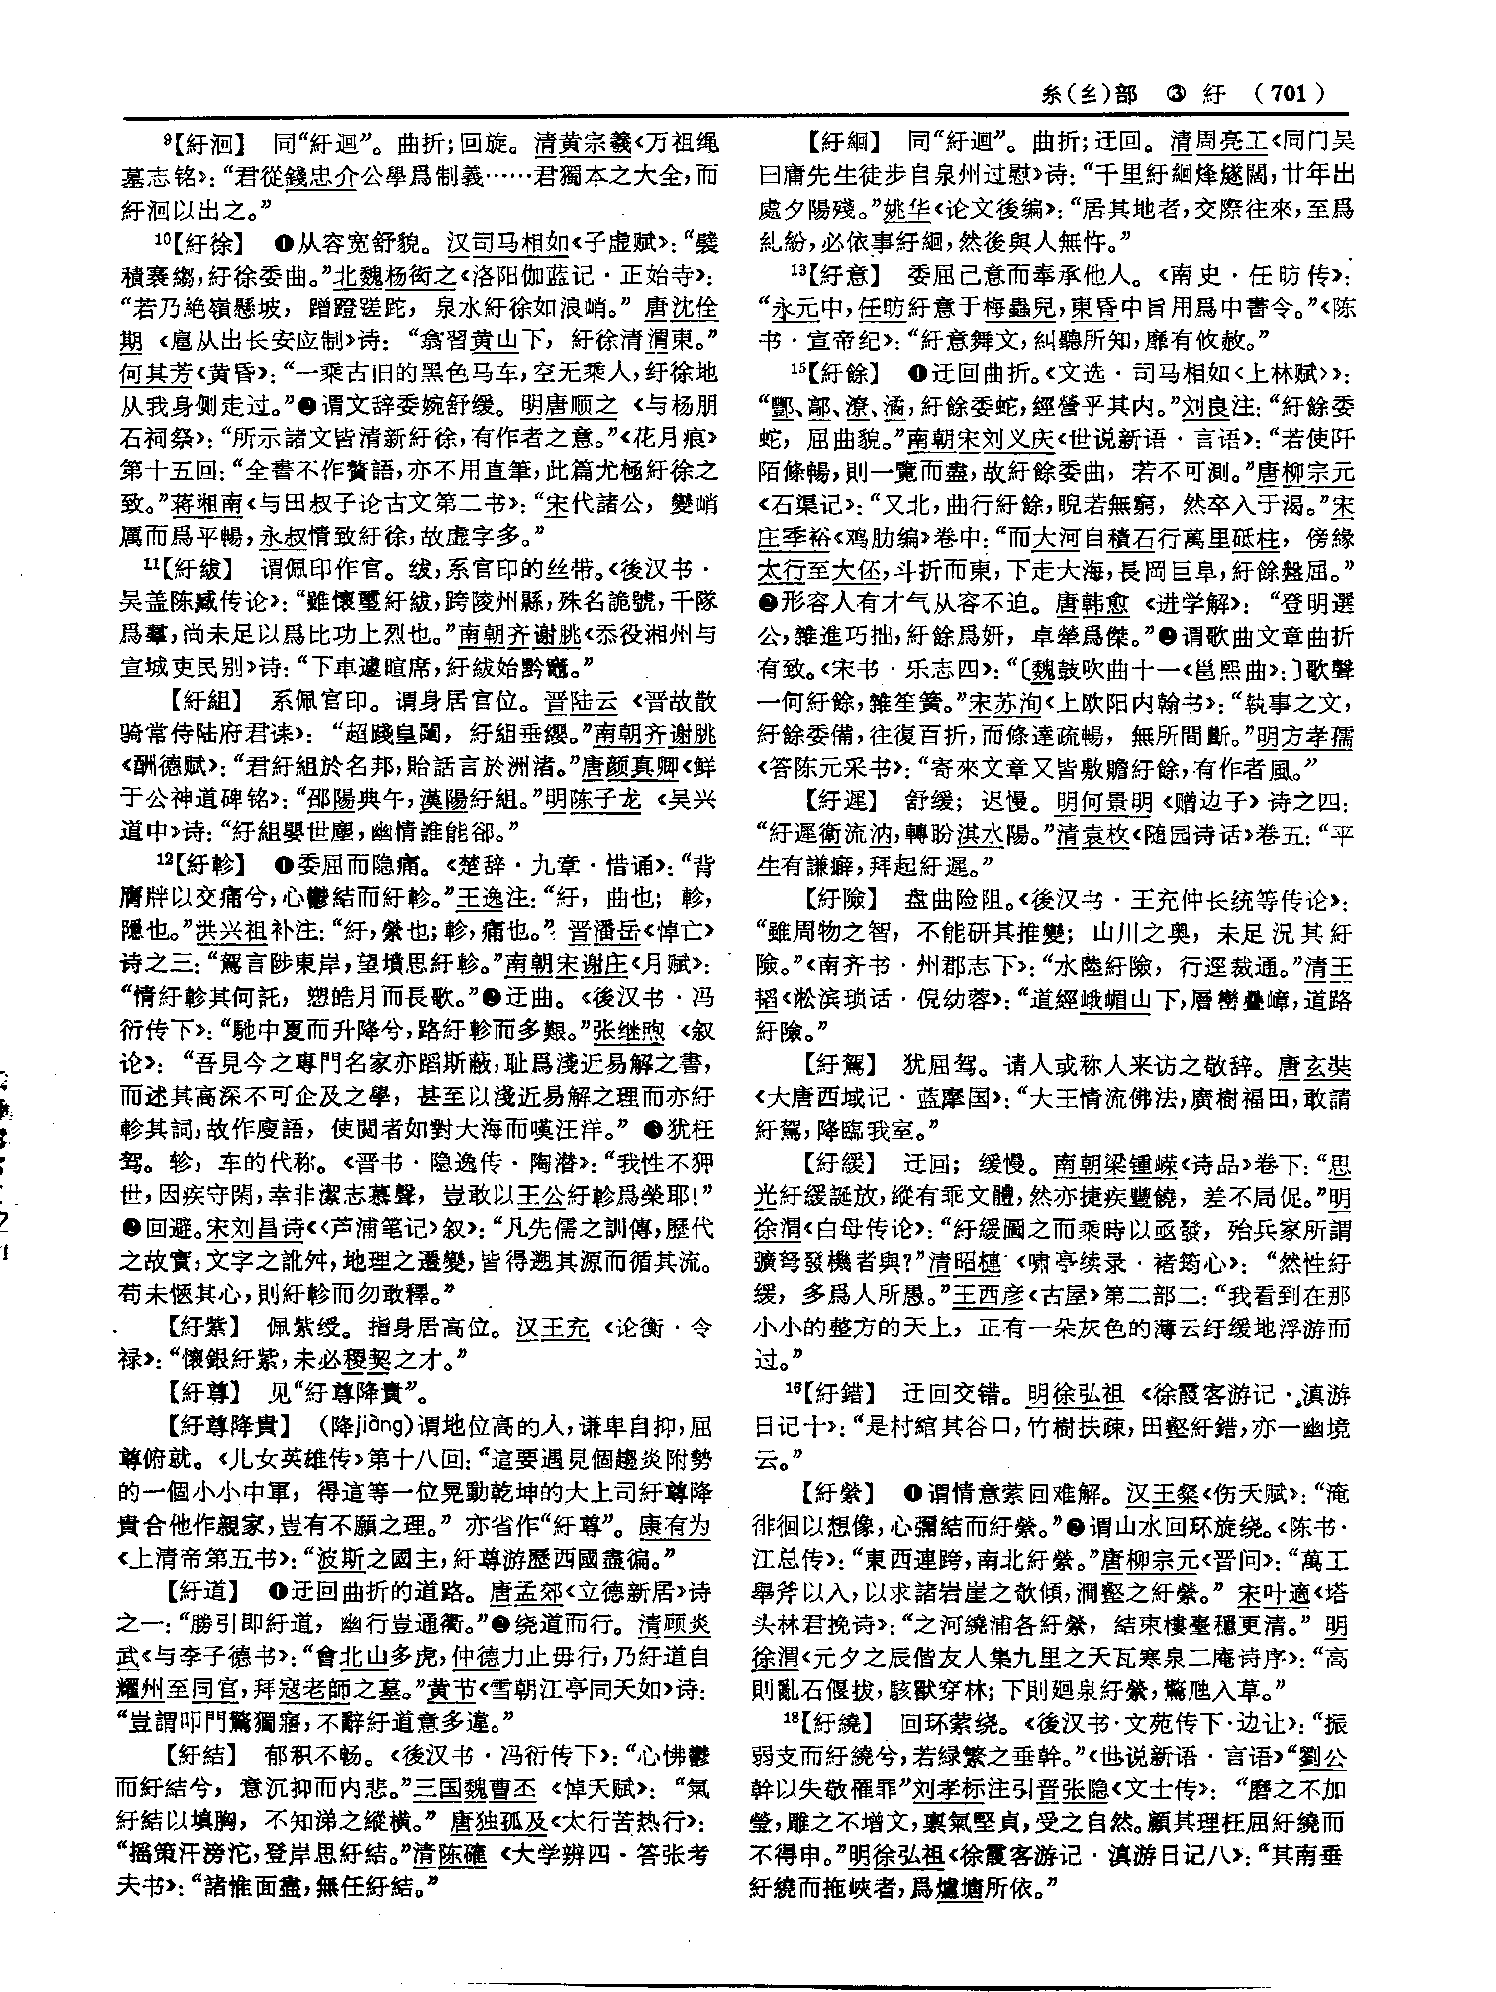 糸(糹)部 ③ 紆 (701)
⁹【紆洄】 同“紆迴”。曲折;回旋。清黄宗羲《万祖绳
墓志铭》:“君從錢忠介公學爲制義……君獨本之大全,而
紆洄以出之。”
¹⁰【紆徐】 ❶从容宽舒貌。汉司马相如《子虚赋》:“襞
積褰縐,紆徐委曲。”北魏杨衒之《洛阳伽蓝记·正始寺》:
“若乃絶嶺懸坡,蹭蹬蹉跎,泉水紆徐如浪峭。”唐沈佺
期《扈从出长安应制》诗:“翕習黄山下,紆徐清渭東。”
何其芳《黄昏》:“一乘古旧的黑色马车,空无乘人,纡徐地
从我身侧走过。”❷谓文辞委婉舒缓。明唐顺之《与杨朋
石祠祭》:“所示諸文皆清新紆徐,有作者之意。”《花月痕》
第十五回:“全書不作贅語,亦不用直筆,此篇尤極紆徐之
致。”蒋湘南《与田叔子论古文第二书》:“宋代諸公,變峭
厲而爲平暢,永叔情致紆徐,故虚字多。”
¹¹【紆紱】 谓佩印作官。绂,系官印的丝带。《後汉书·
吴盖陈臧传论》:“雖懷璽紆紱,跨陵州縣,殊名詭號,千隊
爲羣,尚未足以爲比功上烈也。”南朝齐谢朓《忝役湘州与
宣城吏民别》诗:“下車遽暄席,紆紱始黔竈。”
【紆組】 系佩官印。谓身居官位。晋陆云《晋故散
骑常侍陆府君诔》:“超踐皇闥,紆組垂纓。”南朝齐谢朓
《酬德赋》:“君紆組於名邦,貽話言於洲渚。”唐颜真卿《鲜
于公神道碑铭》:“邵陽典午,漢陽紆組。”明陈子龙《吴兴
道中》诗:“紆組嬰世塵,幽情誰能卻。”
¹²【紆軫】 ❶委屈而隐痛。《楚辞·九章·惜诵》:“背
膺牉以交痛兮,心鬱結而紆軫。”王逸注:“紆,曲也;軫,
隱也。”洪兴祖补注:“紆,縈也;軫,痛也。”晋潘岳《悼亡》
诗之三:“駕言陟東岸,望墳思紆軫。”南朝宋谢庄《月赋》:
“情紆軫其何託,愬皓月而長歌。”❷迂曲。《後汉书·冯
衍传下》:“馳中夏而升降兮,路紆軫而多艱。”张继煦《叙
论》:“吾見今之專門名家亦蹈斯蔽,耻爲淺近易解之書,
而述其高深不可企及之學,甚至以淺近易解之理而亦紆
軫其詞,故作廋語,使閲者如對大海而嘆汪洋。”❸犹枉
驾。轸,车的代称。《晋书·隐逸传·陶潜》:“我性不狎
世,因疾守閑,幸非潔志慕聲,豈敢以王公紆軫爲榮耶!”
❷回避。宋刘昌诗《〈芦浦笔记〉叙》:“凡先儒之訓傳,歷代
之故實,文字之訛舛,地理之遷變,皆得遡其源而循其流。
苟未愜其心,則紆軫而勿敢釋。”
【紆紫】 佩紫绶。指身居高位。汉王充《论衡·令
禄》:“懷銀紆紫,未必稷契之才。”
【紆尊】 见“紆尊降貴”。
【紆尊降貴】 (降jiàng)谓地位高的人,谦卑自抑,屈
尊俯就。《儿女英雄传》第十八回:“這要遇見個趨炎附勢
的一個小小中軍,得道等一位晃動乾坤的大上司紆尊降
貴合他作親家,豈有不願之理。”亦省作“紆尊”。康有为
《上清帝第五书》:“波斯之國主,紆尊游歷西國盡徧。”
【紆道】 ❶迂回曲折的道路。唐孟郊《立德新居》诗
之一:“勝引即紆道,幽行豈通衢。”❷绕道而行。清顾炎
武《与李子德书》:“會北山多虎,仲德力止毋行,乃紆道自
耀州至同官,拜寇老師之墓。”黄节《雪朝江亭同天如》诗:
“豈謂叩門驚獨寤,不辭紆道意多違。”
【紆結】 郁积不畅。《後汉书·冯衍传下》:“心怫鬱
而紆結兮,意沉抑而内悲。”三国魏曹丕《悼夭赋》:“氣
紆結以填胸,不知涕之縱横。”唐独孤及《太行苦热行》:
“摇策汗滂沱,登岸思紆結。”清陈確《大学辨四·答张考
夫书》:“諸惟面盡,無任紆結。”
【紆緪】 同“紆迴”。曲折;迂回。清周亮工《同门吴
曰庸先生徒步自泉州过慰》诗:“千里紆緪烽燧闊,廿年出
處夕陽殘。”姚华《论文後编》:“居其地者,交際往來,至爲
糺紛,必依事紆緪,然後與人無忤。”
¹³【紆意】 委屈己意而奉承他人。《南史·任昉传》:
“永元中,任昉紆意于梅蟲兒,東昏中旨用爲中書令。”《陈
书·宣帝纪》:“紆意舞文,糾聽所知,靡有攸赦。”
¹⁵【紆餘】 ❶迂回曲折。《文选·司马相如〈上林赋〉》:
“酆、鄗、潦、潏,紆餘委蛇,經營乎其内。”刘良注:“紆餘委
蛇,屈曲貌。”南朝宋刘义庆《世说新语·言语》:“若使阡
陌條暢,則一覽而盡,故紆餘委曲,若不可測。”唐柳宗元
《石渠记》:“又北,曲行紆餘,睨若無窮,然卒入于渴。”宋
庄季裕《鸡肋编》卷中:“而大河自積石行萬里砥柱,傍緣
太行至大伾,斗折而東,下走大海,長岡巨阜,紆餘盤屈。”
❷形容人有才气从容不迫。唐韩愈《进学解》:“登明選
公,雜進巧拙,紆餘爲妍,卓犖爲傑。”❸谓歌曲文章曲折
有致。《宋书·乐志四》:“〔魏鼓吹曲十一《邕熙曲》:〕歌聲
一何紆餘,雜笙簧。”宋苏洵《上欧阳内翰书》:“執事之文,
紆餘委備,往復百折,而條達疏暢,無所間斷。”明方孝孺
《答陈元采书》:“寄來文章又皆敷贍紆餘,有作者風。”
【紆遲】 舒缓;迟慢。明何景明《赠边子》诗之四:
“紆遲衛流汭,轉盼淇水陽。”清袁枚《随园诗话》卷五:“平
生有謙癖,拜起紆遲。”
【紆險】 盘曲险阻。《後汉书·王充仲长统等传论》:
“雖周物之智,不能研其推變;山川之奥,未足況其紆
險。”《南齐书·州郡志下》:“水陸紆險,行逕裁通。”清王
韬《淞滨琐话·倪幼蓉》:“道經峨嵋山下,層巒疊嶂,道路
紆險。”
【紆駕】 犹屈驾。请人或称人来访之敬辞。唐玄奘
《大唐西域记·蓝摩国》:“大王情流佛法,廣樹福田,敢請
紆駕,降臨我室。”
【紆緩】 迂回;缓慢。南朝梁锺嵘《诗品》卷下:“思
光紆緩誕放,縱有乖文體,然亦捷疾豐饒,差不局促。”明
徐渭《白母传论》:“紆緩圖之而乘時以亟發,殆兵家所謂
彍弩發機者與?”清昭槤《啸亭续录·褚筠心》:“然性紆
緩,多爲人所愚。”王西彦《古屋》第二部二:“我看到在那
小小的整方的天上,正有一朵灰色的薄云纡缓地浮游而
过。”
¹⁶【紆錯】 迂回交错。明徐弘祖《徐霞客游记·滇游
日记十》:“是村綰其谷口,竹樹扶疎,田壑紆錯,亦一幽境
云。”
【紆縈】 ❶谓情意萦回难解。汉王粲《伤夭赋》:“淹
徘徊以想像,心彌結而紆縈。”❷谓山水回环旋绕。《陈书·
江总传》:“東西連跨,南北紆縈。”唐柳宗元《晋问》:“萬工
舉斧以入,以求諸岩崖之欹傾,澗壑之紆縈。”宋叶適《塔
头林君挽诗》:“之河繞浦各紆縈,結束樓臺穩更清。”明
徐渭《元夕之辰偕友人集九里之天瓦寒泉二庵诗序》:“高
則亂石偃拔,駭獸穿林;下則廻泉紆縈,驚虺入草。”
¹⁸【紆繞】 回环萦绕。《後汉书·文苑传下·边让》:“振
弱支而紆繞兮,若绿繁之垂幹。”《世说新语·言语》“劉公
幹以失敬罹罪”刘孝标注引晋张隐《文士传》:“磨之不加
瑩,雕之不增文,禀氣堅貞,受之自然。顧其理枉屈紆繞而
不得申。”明徐弘祖《徐霞客游记·滇游日记八》:“其南垂
紆繞而拖峽者,爲爐塘所依。”